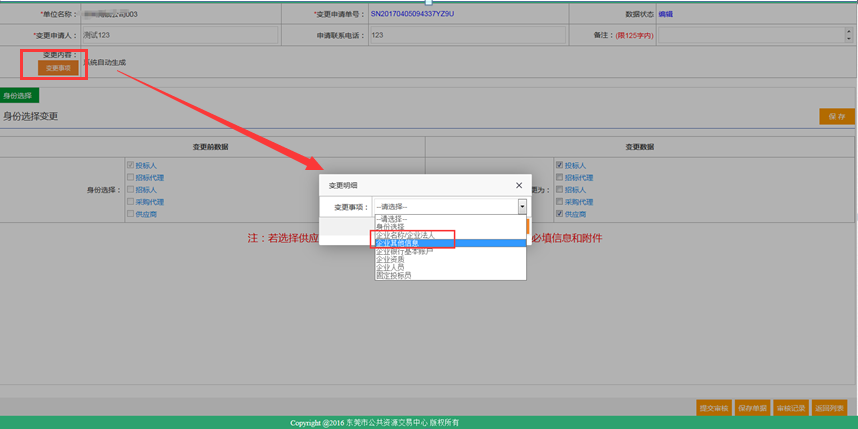 *单位名称：
*变更申请单号： SN20170405094337YZ9U
数据状态 编辑
*变更申请人： 测试123
申请联系电话： 123
备注：(限125字内)
变更内容：
变更事项
系统自动生成
身份选择
身份选择变更
保存
变更前数据
变更数据
身份选择：
投标人
招标代理
招标人
采购代理
供应商
更为：
投标人
招标代理
招标人
采购代理
供应商
变更明细
变更事项： --请选择--
--请选择--
身份选择
企业名称/企业法人
企业其他信息
企业银行基本帐户
企业资质
企业人员
固定投标员
注：若选择供应
必填信息和附件
提交审核 保存单据 审核记录 返回列表
Copyright @2016 东莞市公共资源交易中心 版权所有